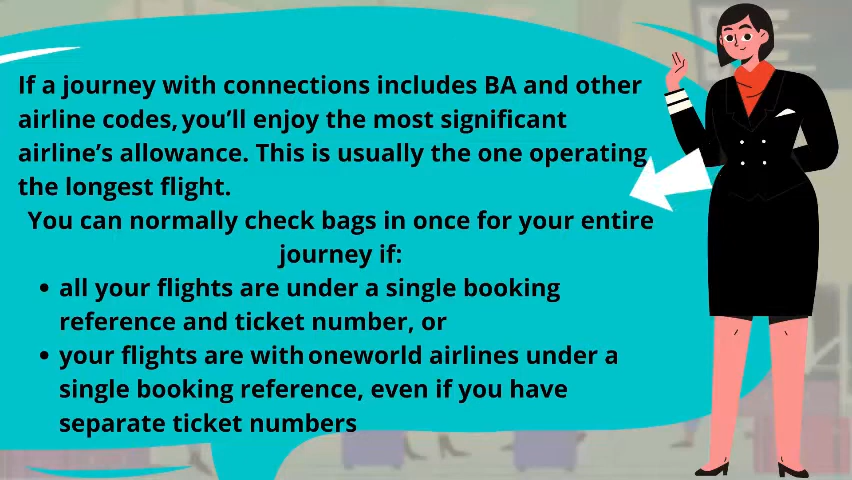 If a journey with connections includes BA and other
airline codes, you’ll enjoy the most significant
airline’s allowance. This is usually the one operating
the longest flight.
You can normally check bags in once for your entire
journey if:
• all your flights are under a single booking
reference and ticket number, or
• your flights are with oneworld airlines under a
single booking reference, even if you have
separate ticket numbers